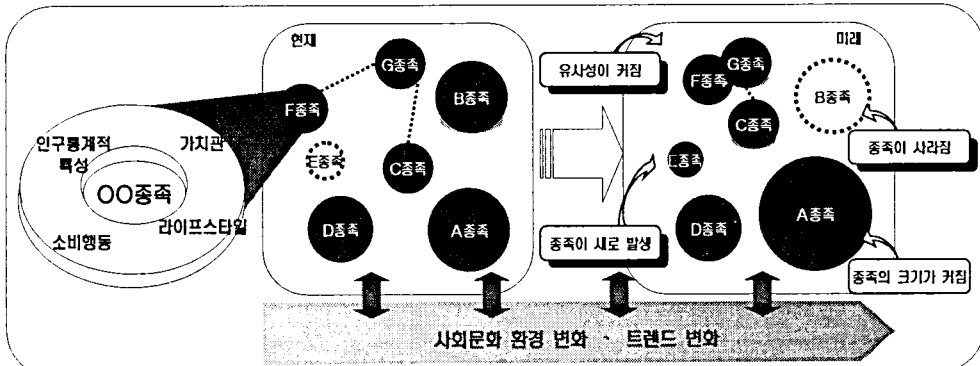 현재
G종족
B종족
F종족
E종족
C종족
D종족
A종족
인구통계적
특성
가치관
OO종족
라이프스타일
소비행동
미래
유사성이 커짐
G종족
F종족
B종족
C종족
종족이 사라짐
E종족
A종족
D종족
종족이 새로 발생
종족의 크기가 커짐
사회문화 환경 변화 · 트렌드 변화